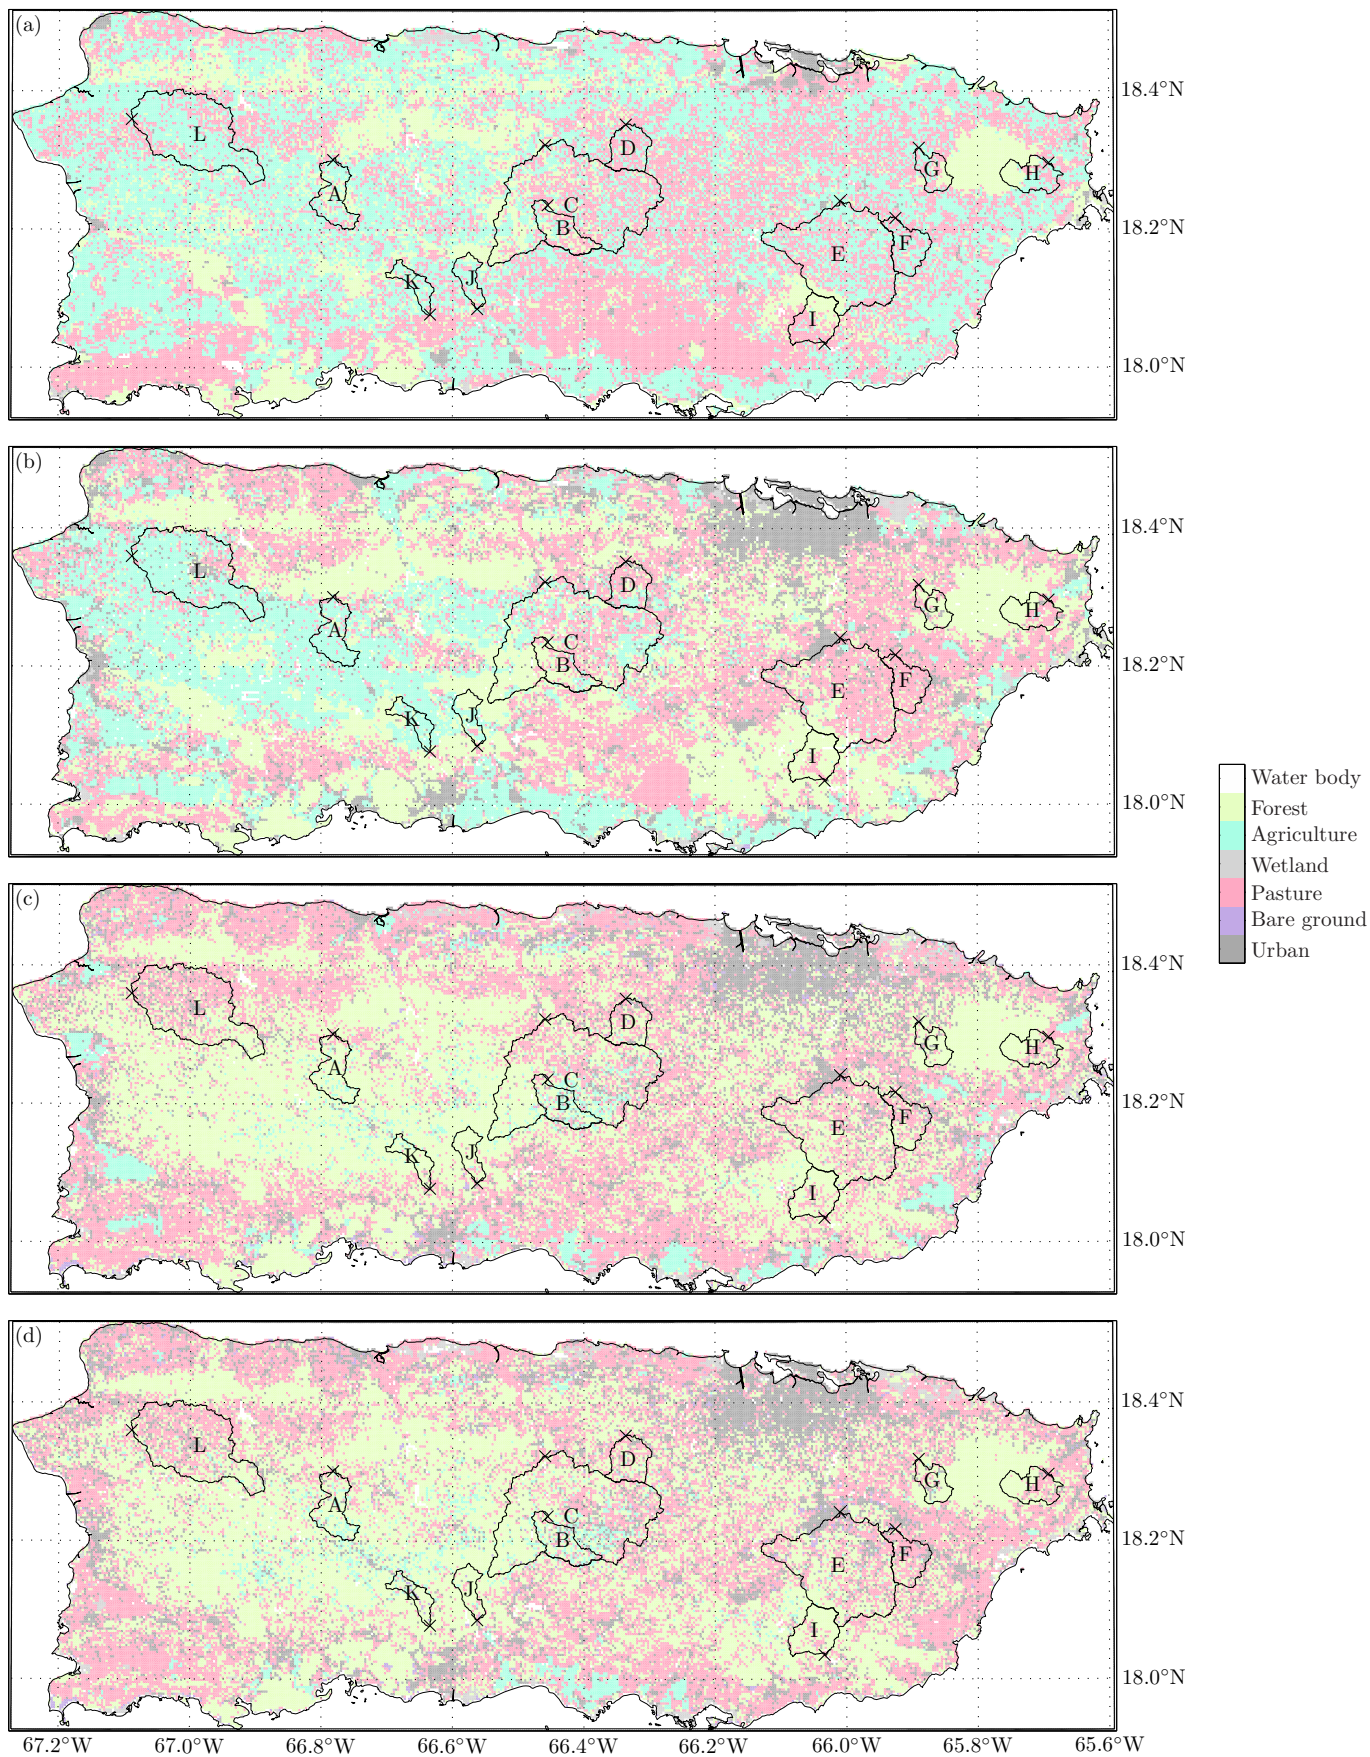 (a)
18.4°N
L
D
G
H
A
18.2°N
C
B
F
E
K
J
I
18.0°N
(b)
18.4°N
L
D
G
H
A
18.2°N
C
B
F
E
K
J
I
18.0°N
Water body
Forest
Agriculture
Wetland
Pasture
Bare ground
Urban
(c)
18.4°N
L
D
G
H
A
18.2°N
C
B
F
E
K
J
I
18.0°N
(d)
18.4°N
L
D
G
H
A
18.2°N
C
B
F
E
K
J
I
18.0°N
67.2°W 67.0°W 66.8°W 66.6°W 66.4°W 66.2°W 66.0°W 65.8°W 65.6°W